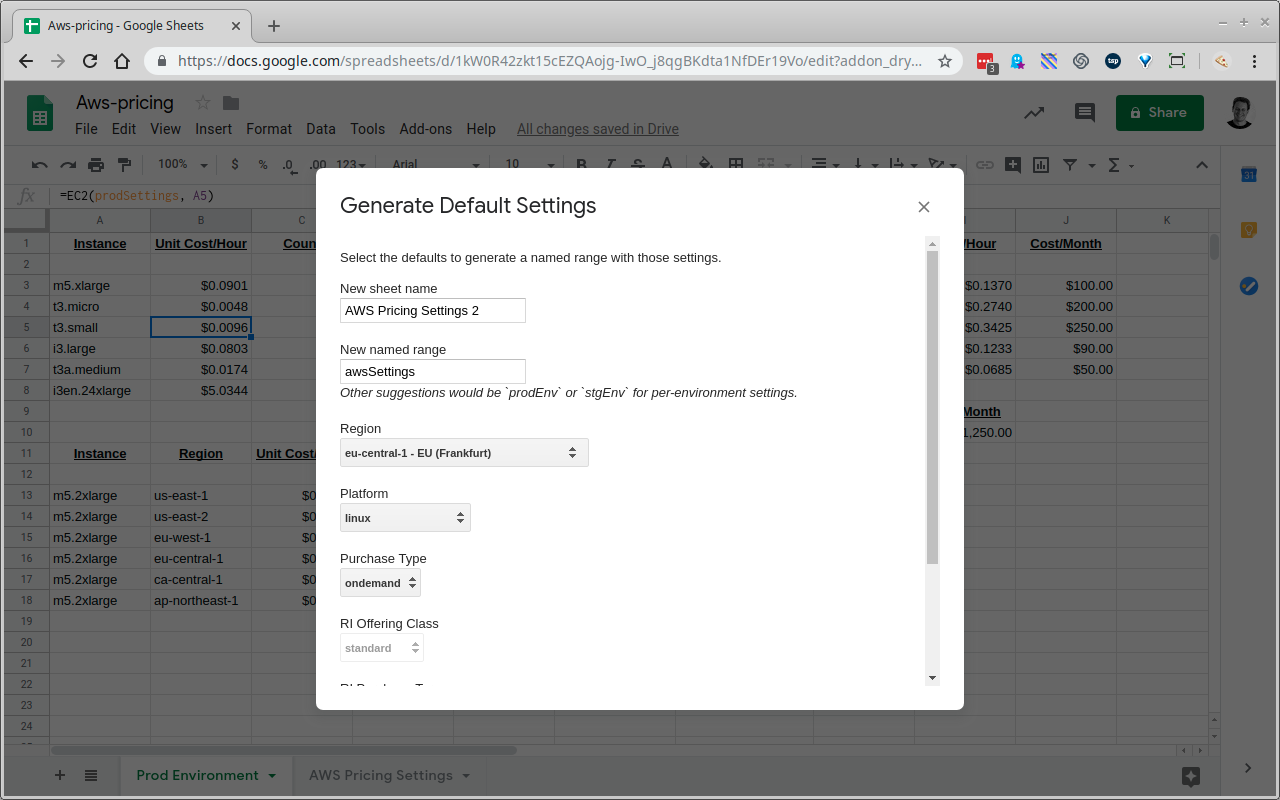 Aws-pricing - Google Sheets
https://docs.google.com/spreadsheets/d/1kW0R42zkt15cEZQAojg-IwO_j8qgBKdta1NfDEr19Vo/edit?addon_dry...
3
tsp
Aws-pricing
File Edit View Insert Format Data Tools Add-ons Help All changes saved in Drive
Share
100% $ % .0 .00 123 Arial 10 B I S A Σ
31
fx =EC2(prodSettings, A5)
A B C J K
1 Instance Unit Cost/Hour Coun /Hour Cost/Month
2
3 m5.xlarge $0.0901 $0.1370 $100.00
4 t3.micro $0.0048 $0.2740 $200.00
5 t3.small $0.0096 $0.3425 $250.00
6 i3.large $0.0803 $0.1233 $90.00
7 t3a.medium $0.0174 $0.0685 $50.00
8 i3en.24xlarge $5.0344
9 Month
10 1,250.00
11 Instance Region Unit Cost/
12
13 m5.2xlarge us-east-1 $0
14 m5.2xlarge us-east-2 $0
15 m5.2xlarge eu-west-1 $0
16 m5.2xlarge eu-central-1 $0
17 m5.2xlarge ca-central-1 $0
18 m5.2xlarge ap-northeast-1 $0
19
20
21
22
23
24
Generate Default Settings
Select the defaults to generate a named range with those settings.
New sheet name
AWS Pricing Settings 2
New named range
awsSettings
Other suggestions would be `prodEnv` or `stgEnv` for per-environment settings.
Region
eu-central-1 - EU (Frankfurt)
Platform
linux
Purchase Type
ondemand
RI Offering Class
standard
Prod Environment AWS Pricing Settings